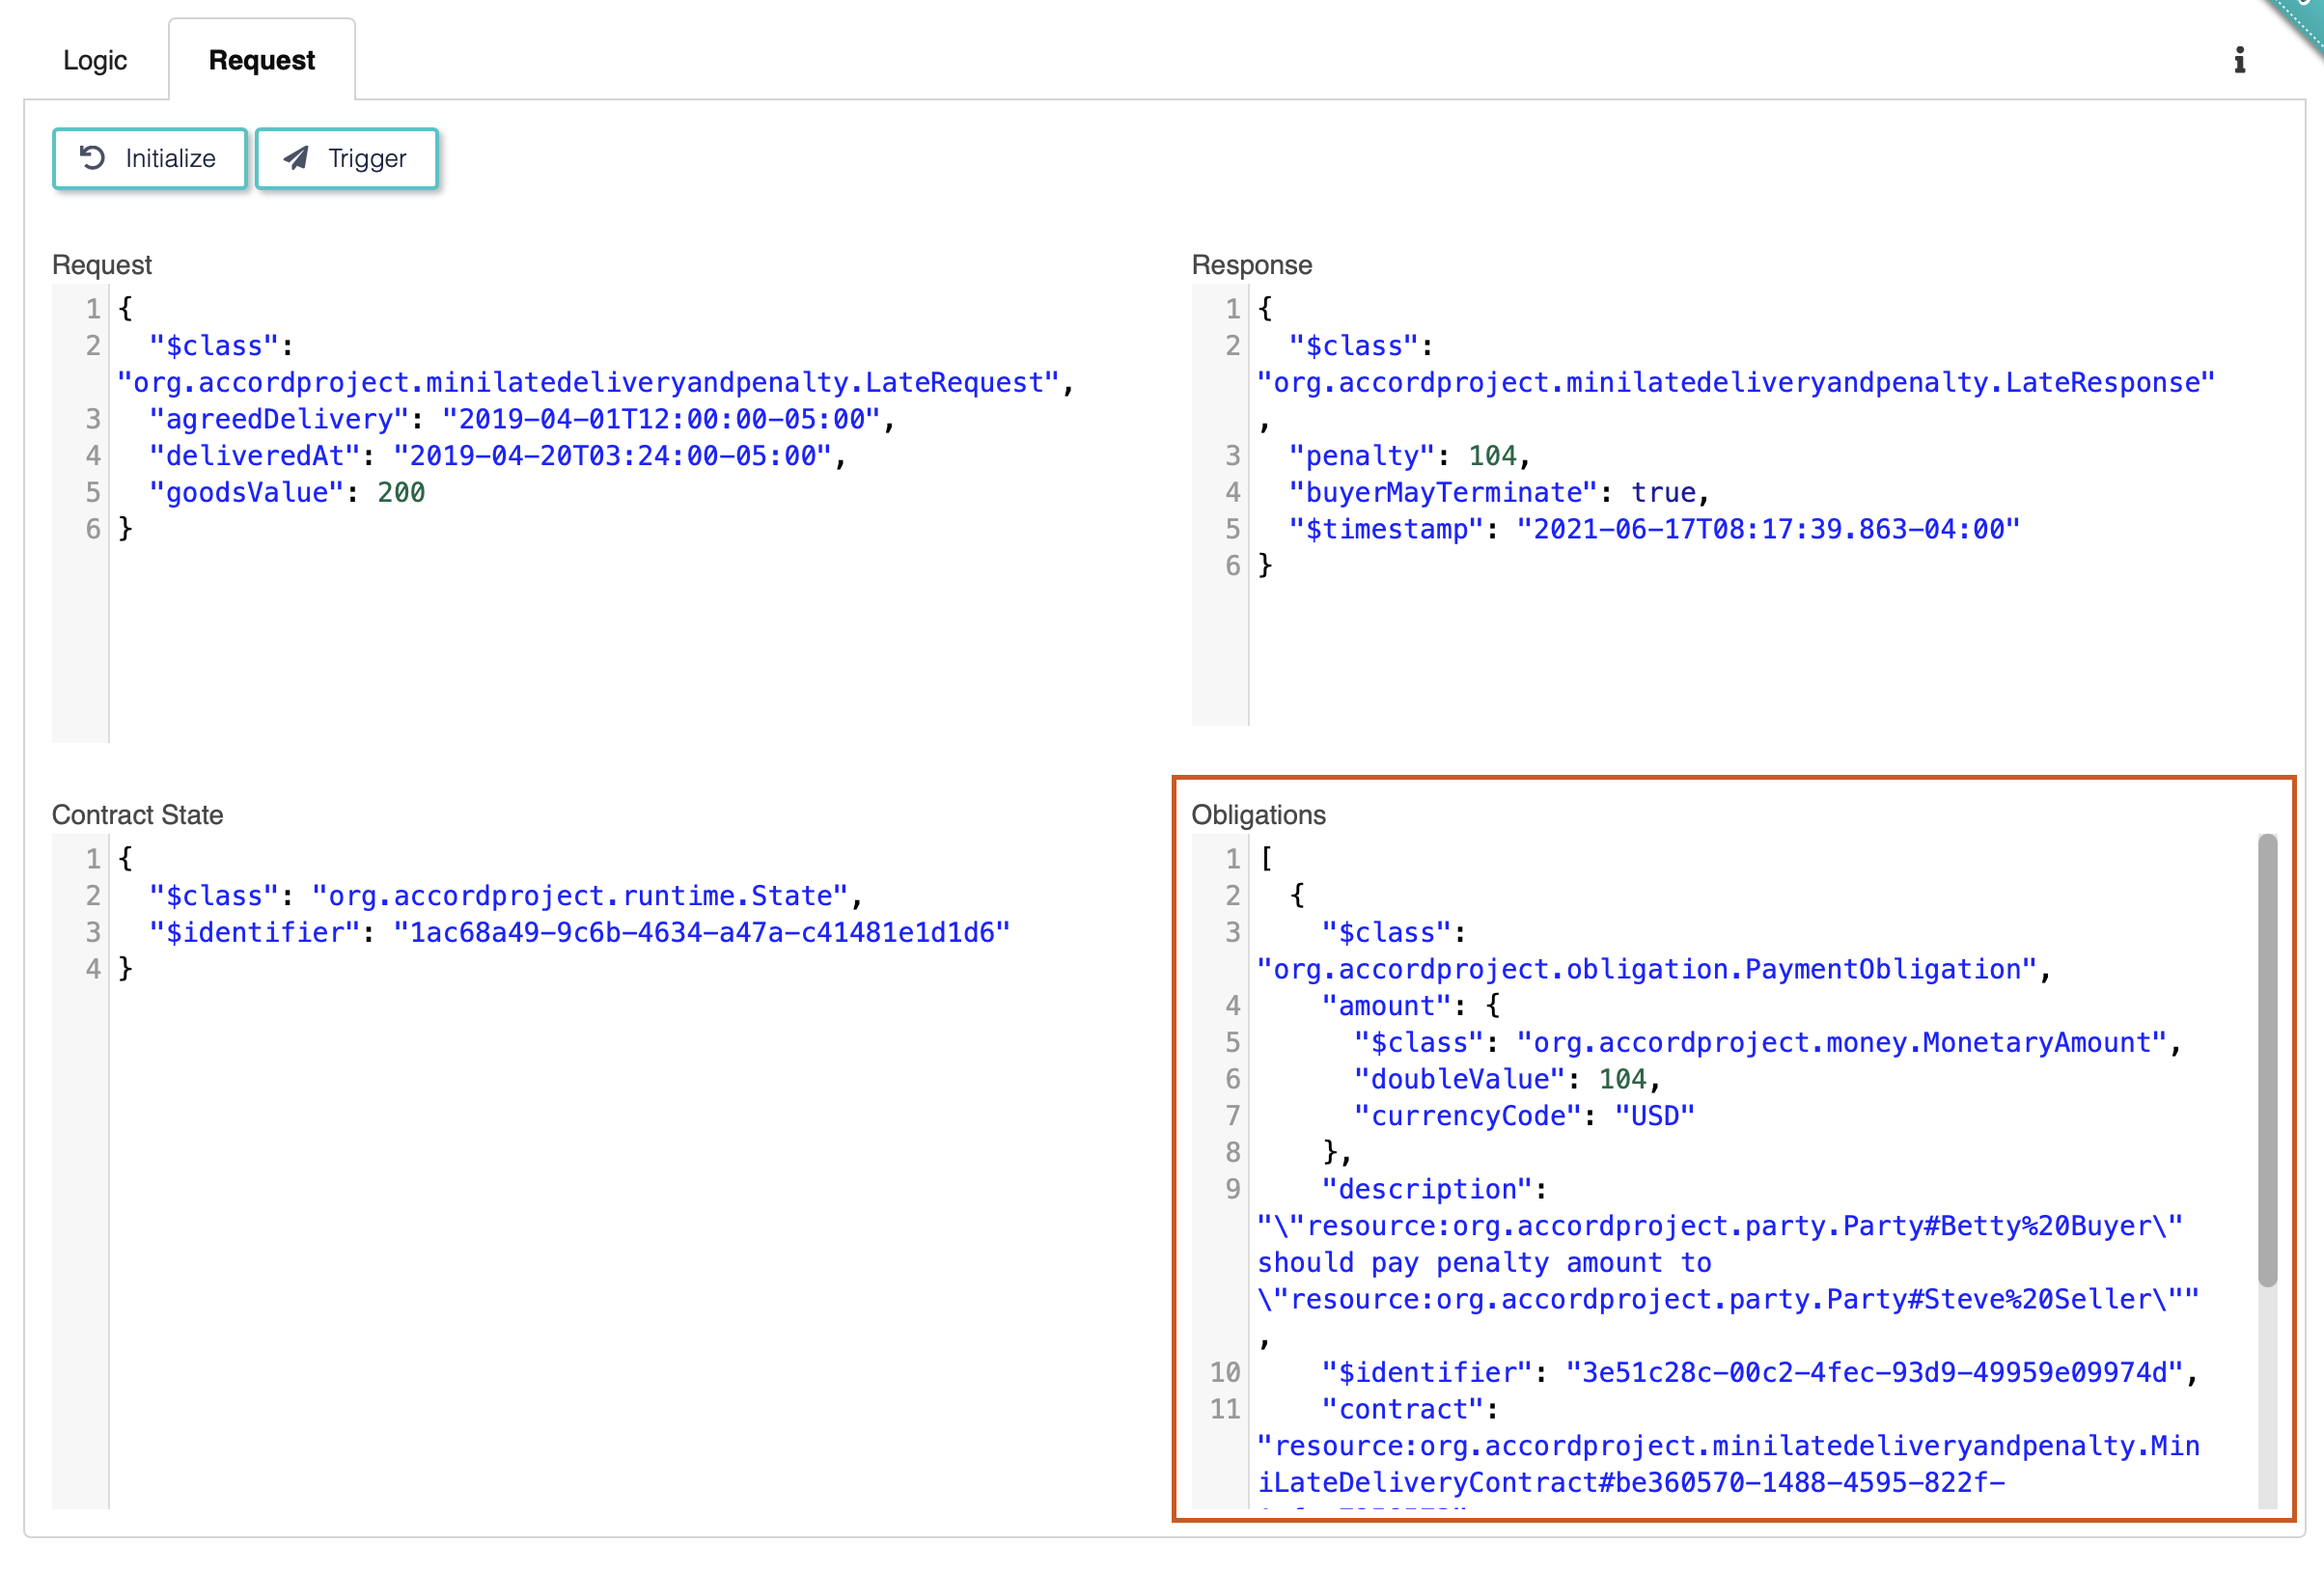 Logic
Request
Initialize
Trigger
Request
1 {
2   "$class":
"org.accordproject.minilatedeliveryandpenalty.LateRequest",
3   "agreedDelivery": "2019-04-01T12:00:00-05:00",
4   "deliveredAt": "2019-04-20T03:24:00-05:00",
5   "goodsValue": 200
6 }
Response
1 {
2   "$class":
"org.accordproject.minilatedeliveryandpenalty.LateResponse"
,
3   "penalty": 104,
4   "buyerMayTerminate": true,
5   "$timestamp": "2021-06-17T08:17:39.863-04:00"
6 }
Contract State
1 {
2   "$class": "org.accordproject.runtime.State",
3   "$identifier": "1ac68a49-9c6b-4634-a47a-c41481e1d1d6"
4 }
Obligations
1 [
2   {
3     "$class":
"org.accordproject.obligation.PaymentObligation",
4     "amount": {
5       "$class": "org.accordproject.money.MonetaryAmount",
6       "doubleValue": 104,
7       "currencyCode": "USD"
8     },
9     "description":
"\"resource:org.accordproject.party.Party#Betty%20Buyer\"
should pay penalty amount to
\"resource:org.accordproject.party.Party#Steve%20Seller\""
,
10     "$identifier": "3e51c28c-00c2-4fec-93d9-49959e09974d",
11     "contract":
"resource:org.accordproject.minilatedeliveryandpenalty.Min
iLateDeliveryContract#be360570-1488-4595-822f-